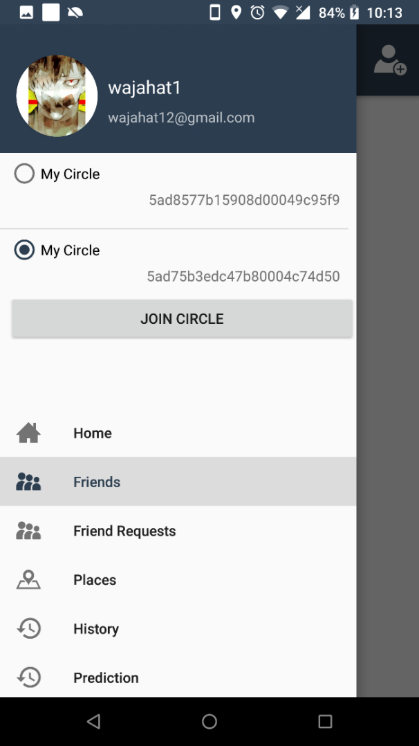 84% 10:13
wajahat1
wajahat12@gmail.com
My Circle
5ad8577b15908d00049c95f9
My Circle
5ad75b3edc47b80004c74d50
JOIN CIRCLE
Home
Friends
Friend Requests
Places
History
Prediction